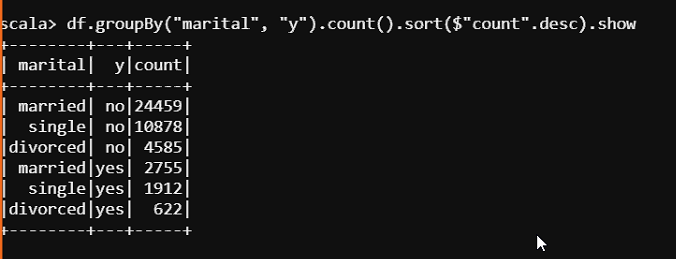 scala> df.groupBy("marital", "y").count().sort($"count".desc).show
+--------+---+-----+
| marital|  y|count|
+--------+---+-----+
| married| no|24459|
|  single| no|10878|
|divorced| no| 4585|
| married|yes| 2755|
|  single|yes| 1912|
|divorced|yes|  622|
+--------+---+-----+